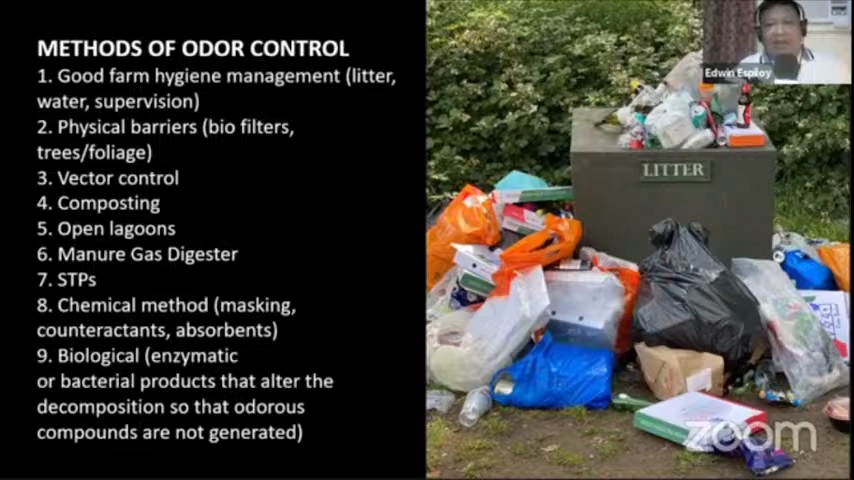 METHODS OF ODOR CONTROL
1. Good farm hygiene management (litter,
water, supervision)
2. Physical barriers (bio filters,
trees/foliage)
3. Vector control
4. Composting
5. Open lagoons
6. Manure Gas Digester
7. STPs
8. Chemical method (masking,
counteractants, absorbents)
9. Biological (enzymatic
or bacterial products that alter the
decomposition so that odorous
compounds are not generated)
Edwin Espiloy
LITTER
zoom